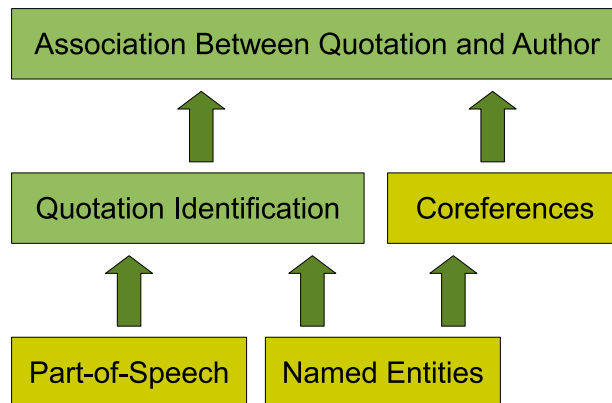 Association Between Quotation and Author
Quotation Identification
Coreferences
Part-of-Speech
Named Entities